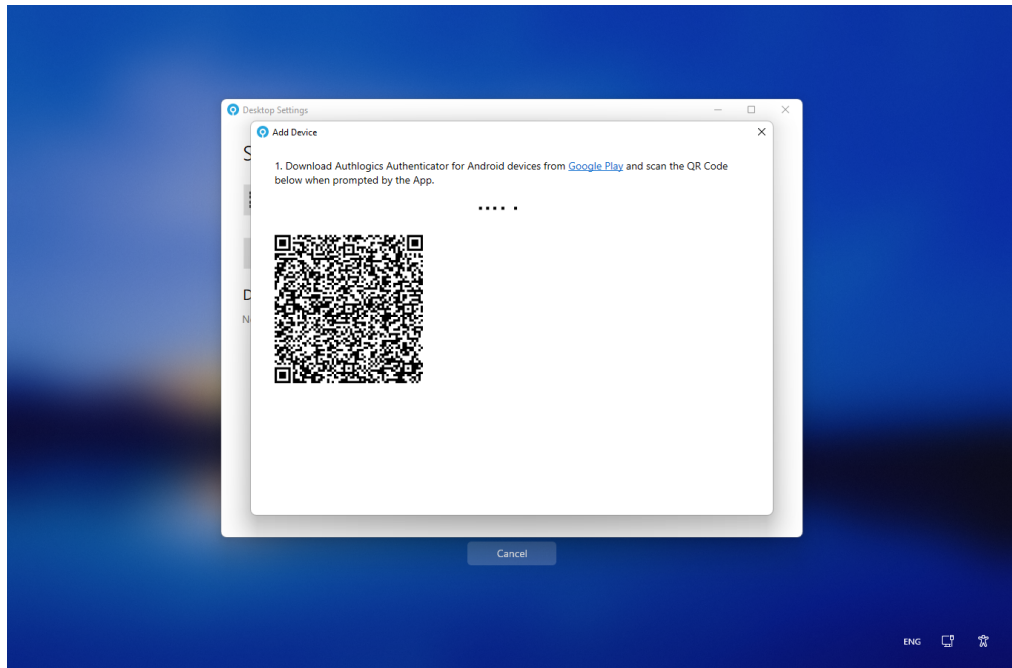 Desktop Settings
Add Device
S
1. Download Authlogics Authenticator for Android devices from Google Play and scan the QR Code
below when prompted by the App.
D
N
Cancel
ENG